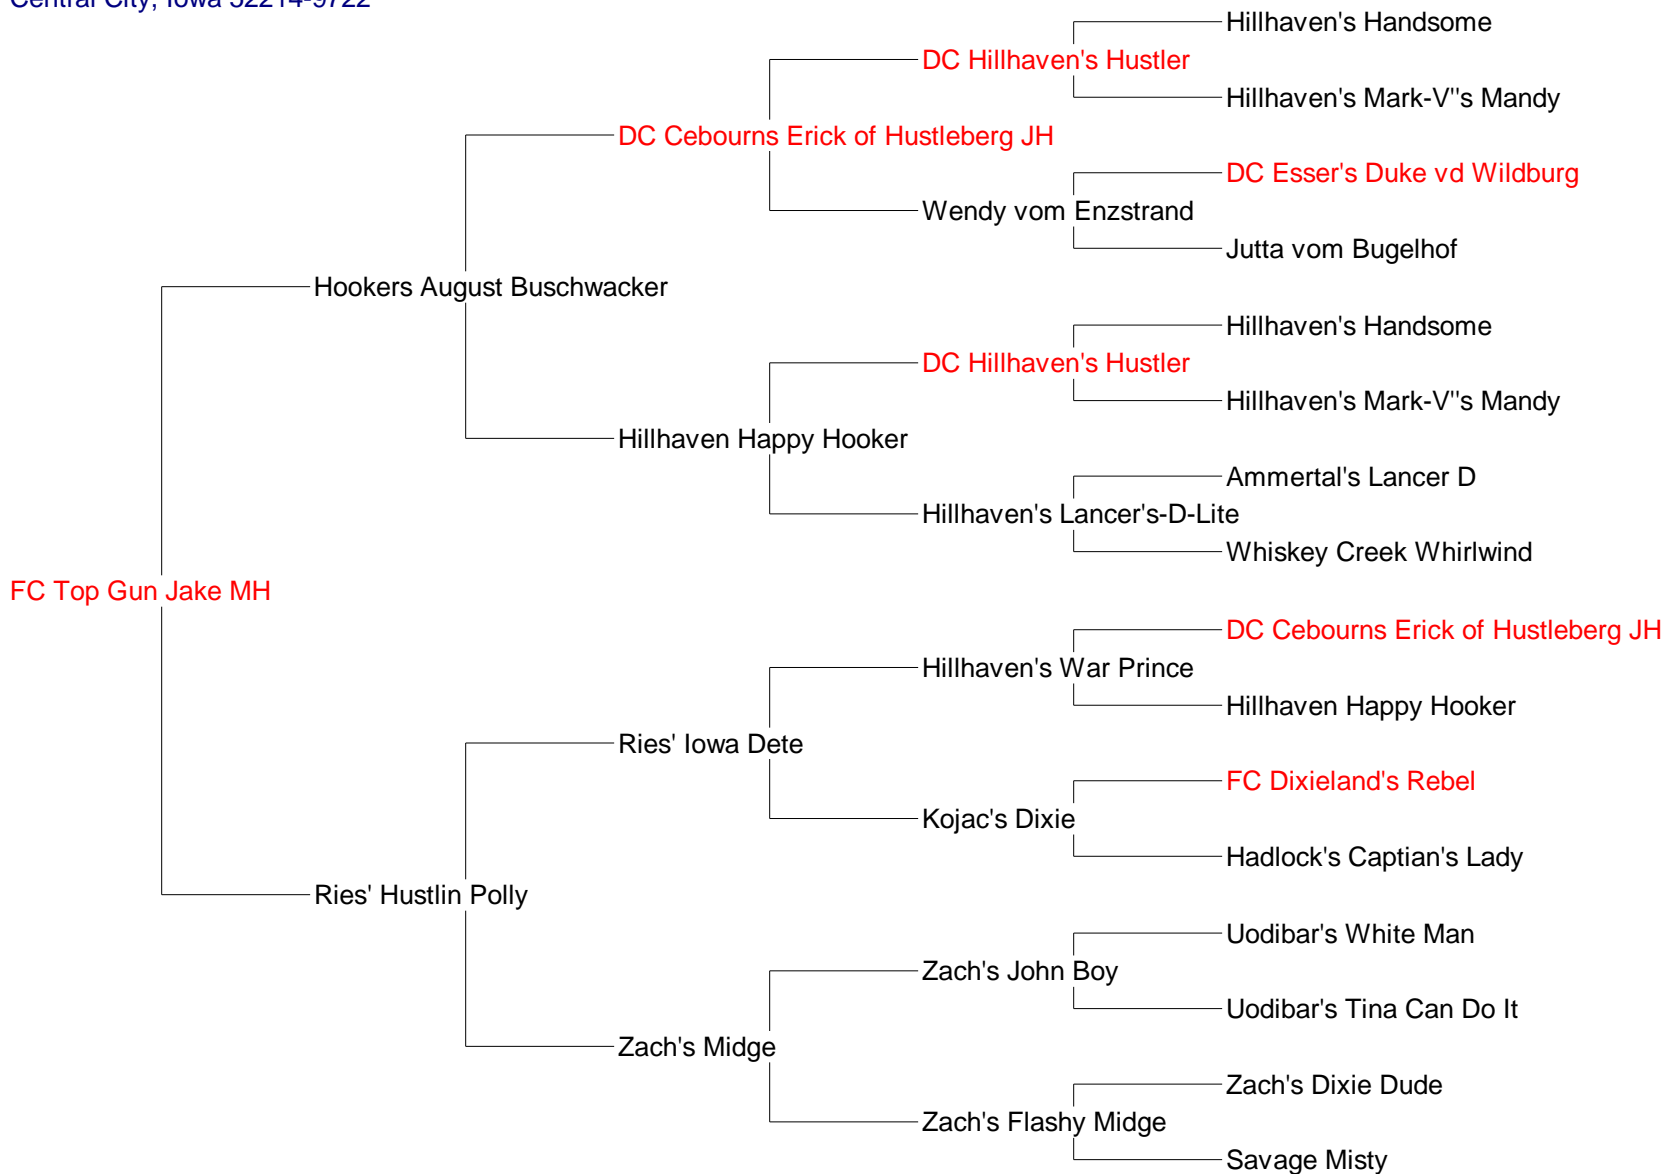 Central City, Iowa 52214-9722
Hillhaven's Handsome
DC Hillhaven's Hustler
Hillhaven's Mark-V"s Mandy
DC Cebourns Erick of Hustleberg JH
DC Esser's Duke vd Wildburg
Wendy vom Enzstrand
Jutta vom Bugelhof
Hookers August Buschwacker
Hillhaven's Handsome
DC Hillhaven's Hustler
Hillhaven's Mark-V"s Mandy
Hillhaven Happy Hooker
Ammertal's Lancer D
Hillhaven's Lancer's-D-Lite
Whiskey Creek Whirlwind
FC Top Gun Jake MH
DC Cebourns Erick of Hustleberg JH
Hillhaven's War Prince
Hillhaven Happy Hooker
Ries' Iowa Dete
FC Dixieland's Rebel
Kojac's Dixie
Hadlock's Captian's Lady
Ries' Hustlin Polly
Uodibar's White Man
Zach's John Boy
Uodibar's Tina Can Do It
Zach's Midge
Zach's Dixie Dude
Zach's Flashy Midge
Savage Misty